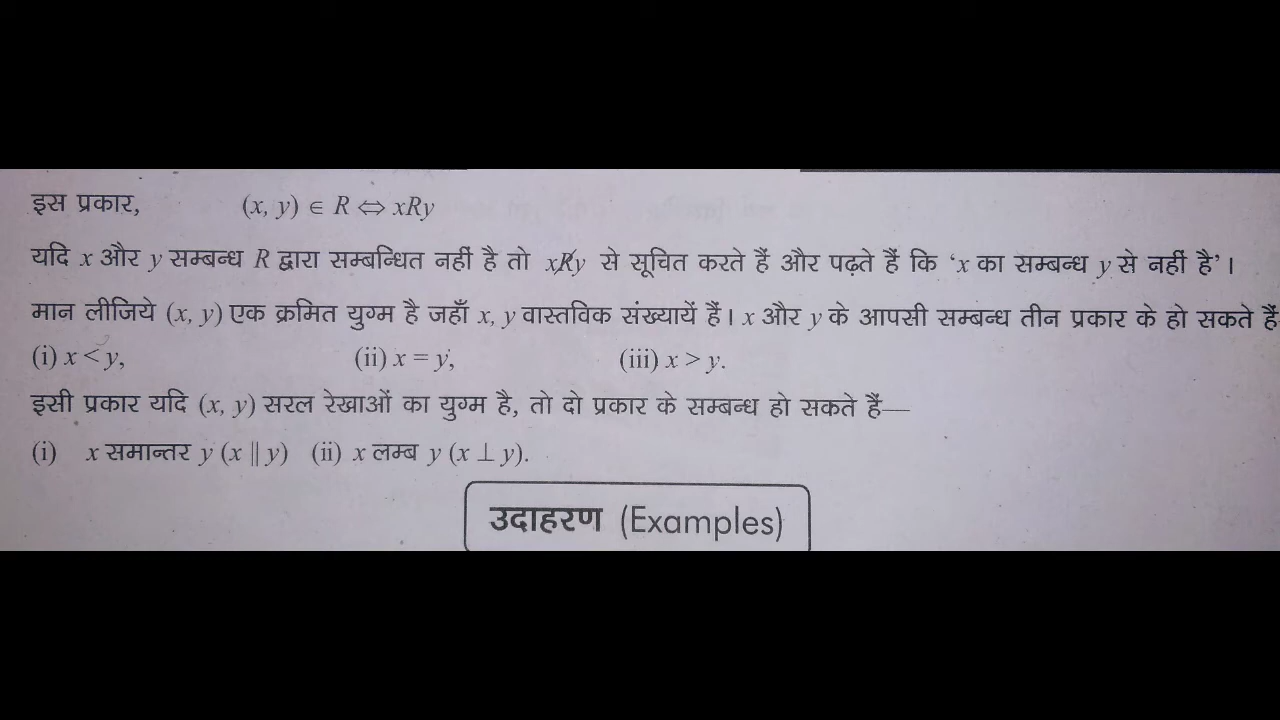 इस प्रकार, (x, y) ∈ R ⇔ xRy
यदि x और y सम्बन्ध R द्वारा सम्बन्धित नहीं है तो xR̸y से सूचित करते हैं और पढ़ते हैं कि ‘x का सम्बन्ध y से नहीं है’।
मान लीजिये (x, y) एक क्रमित युग्म है जहाँ x, y वास्तविक संख्यायें हैं। x और y के आपसी सम्बन्ध तीन प्रकार के हो सकते हैं
(i) x < y, (ii) x = y, (iii) x > y.
इसी प्रकार यदि (x, y) सरल रेखाओं का युग्म है, तो दो प्रकार के सम्बन्ध हो सकते हैं—
(i) x समान्तर y (x || y) (ii) x लम्ब y (x ⊥ y).
उदाहरण (Examples)